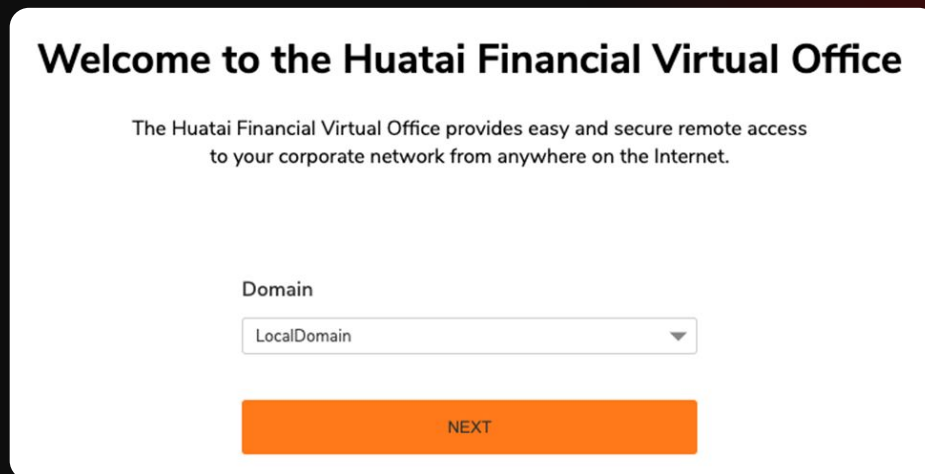 Welcome to the Huatai Financial Virtual Office
The Huatai Financial Virtual Office provides easy and secure remote access
to your corporate network from anywhere on the Internet.
Domain
LocalDomain
NEXT